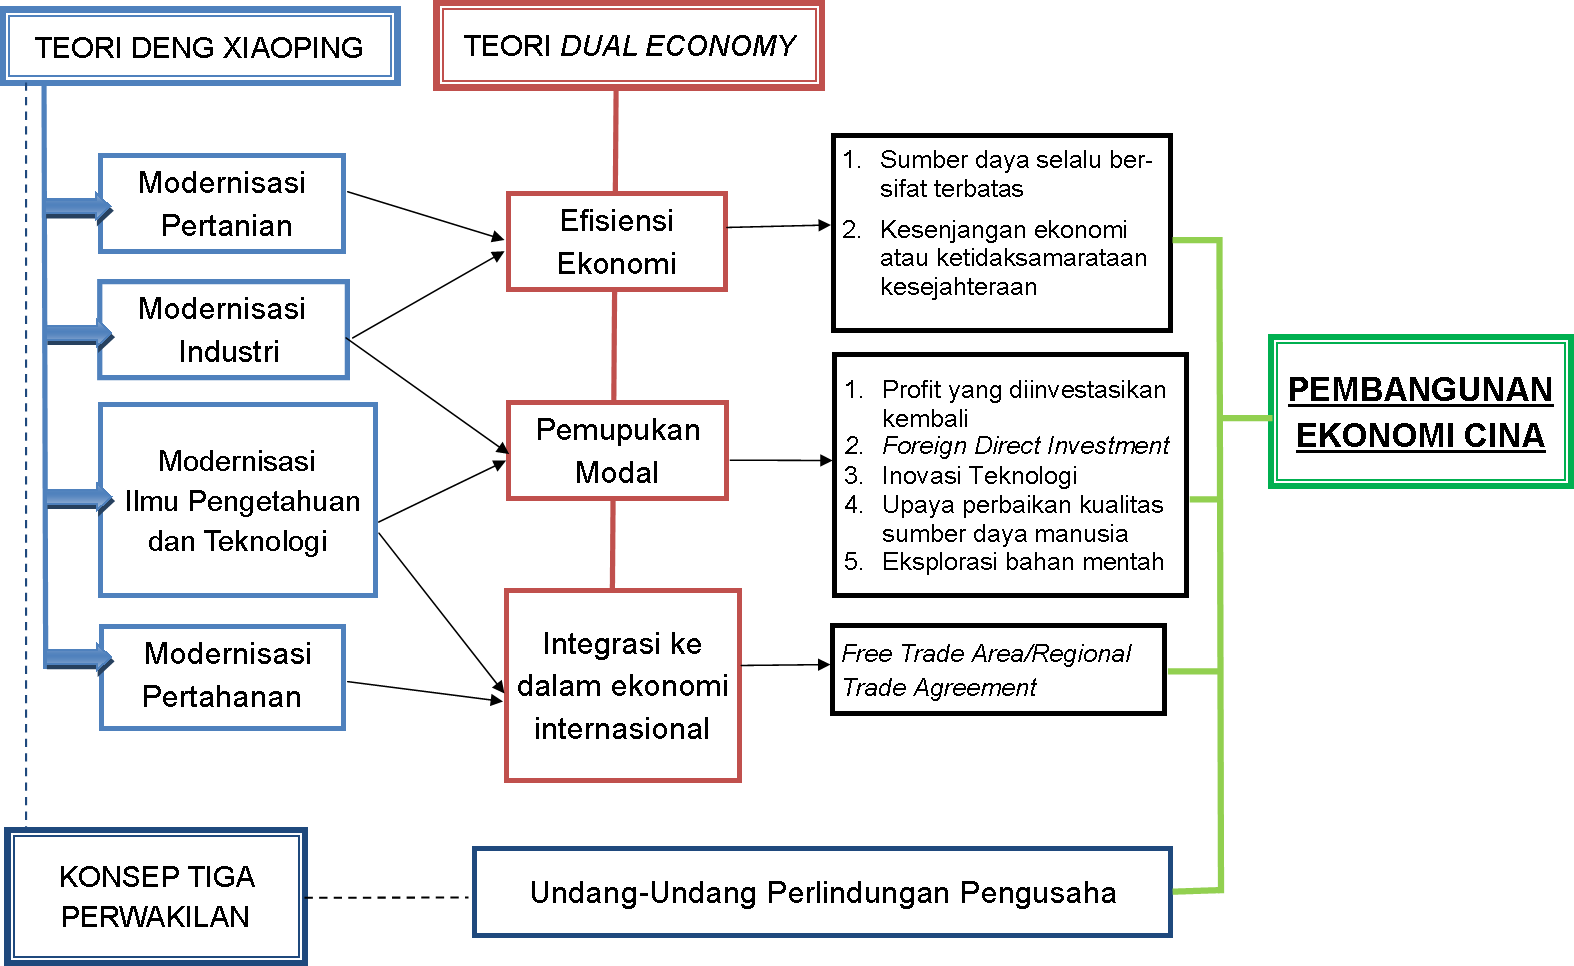 TEORI DENG XIAOPING
TEORI DUAL ECONOMY
Modernisasi
Pertanian
Modernisasi
Industri
Modernisasi
Ilmu Pengetahuan
dan Teknologi
Modernisasi
Pertahanan
Efisiensi
Ekonomi
Pemupukan
Modal
Integrasi ke
dalam ekonomi
internasional
1. Sumber daya selalu ber-
sifat terbatas
2. Kesenjangan ekonomi
atau ketidaksamarataan
kesejahteraan
1. Profit yang diinvestasikan
kembali
2. Foreign Direct Investment
3. Inovasi Teknologi
4. Upaya perbaikan kualitas
sumber daya manusia
5. Eksplorasi bahan mentah
Free Trade Area/Regional
Trade Agreement
PEMBANGUNAN
EKONOMI CINA
KONSEP TIGA
PERWAKILAN
Undang-Undang Perlindungan Pengusaha